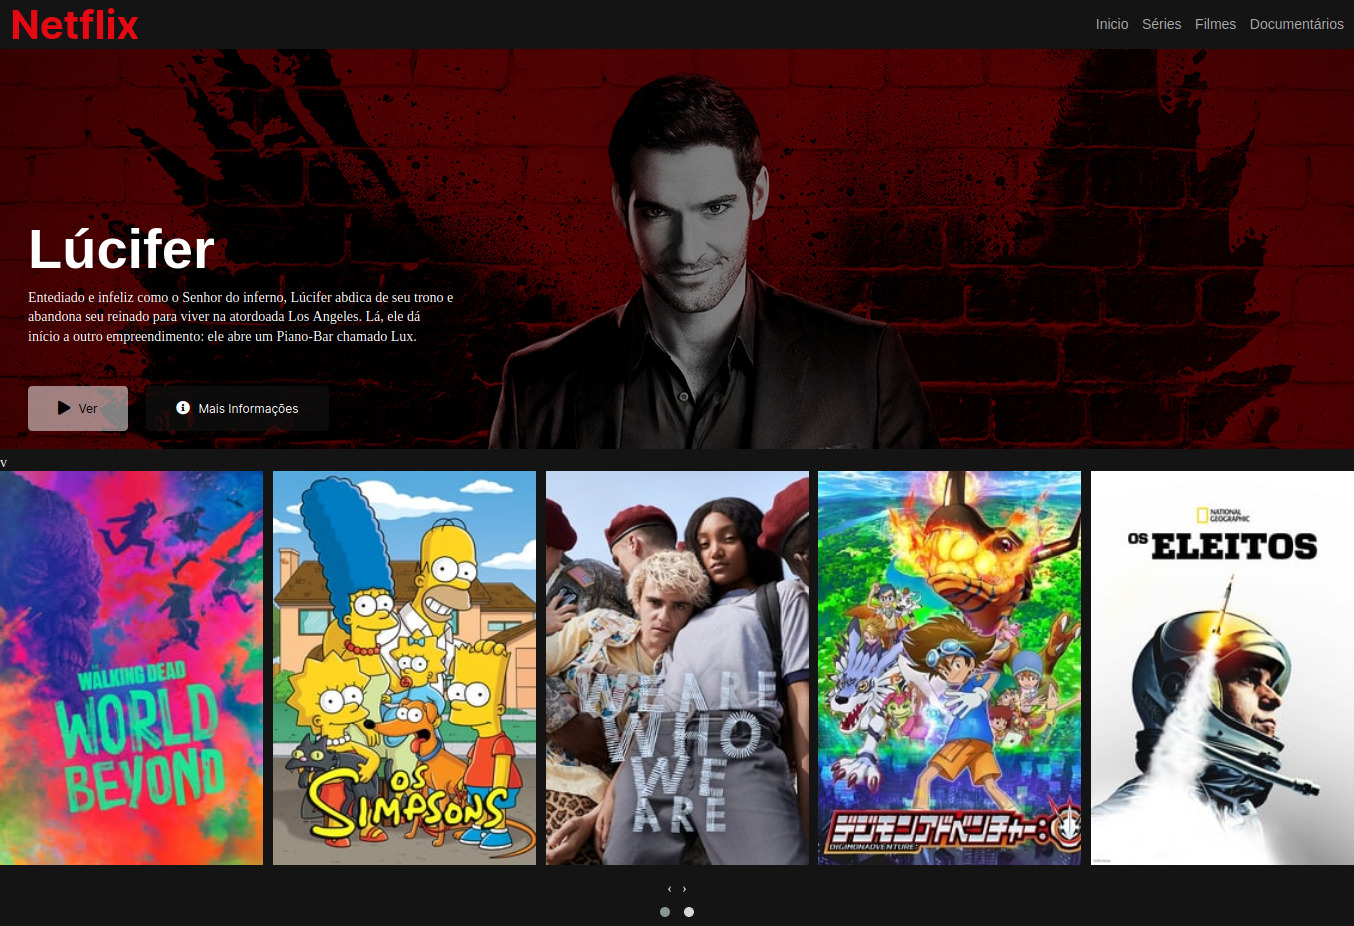 Netflix
Inicio Séries Filmes Documentários
Lúcifer
Entediado e infeliz como o Senhor do inferno, Lúcifer abdica de seu trono e
abandona seu reinado para viver na atordoada Los Angeles. Lá, ele dá
início a outro empreendimento: ele abre um Piano-Bar chamado Lux.
Ver
Mais Informações
v
WALKING DEAD
WORLD
BEYOND
OS
SIMPSONS
WE ARE
WHO
WE
ARE
デジモンアドベンチャー:
DIGIMONADVENTURE:
NATIONAL
GEOGRAPHIC
OS ELEITOS
‹ ›